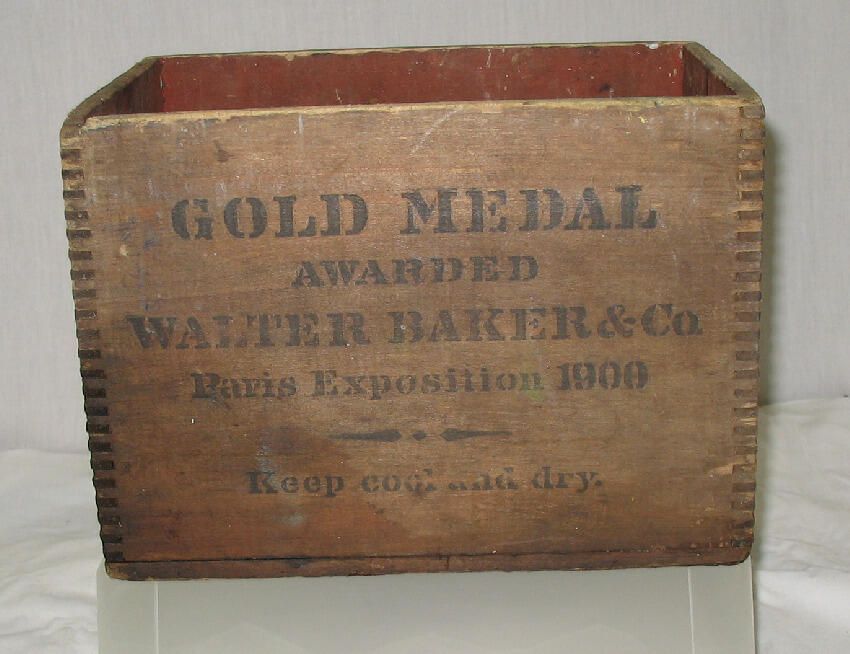 GOLD MEDAL
AWARDED
WALTER BAKER & Co.
Paris Exposition 1900
Keep cool and dry.